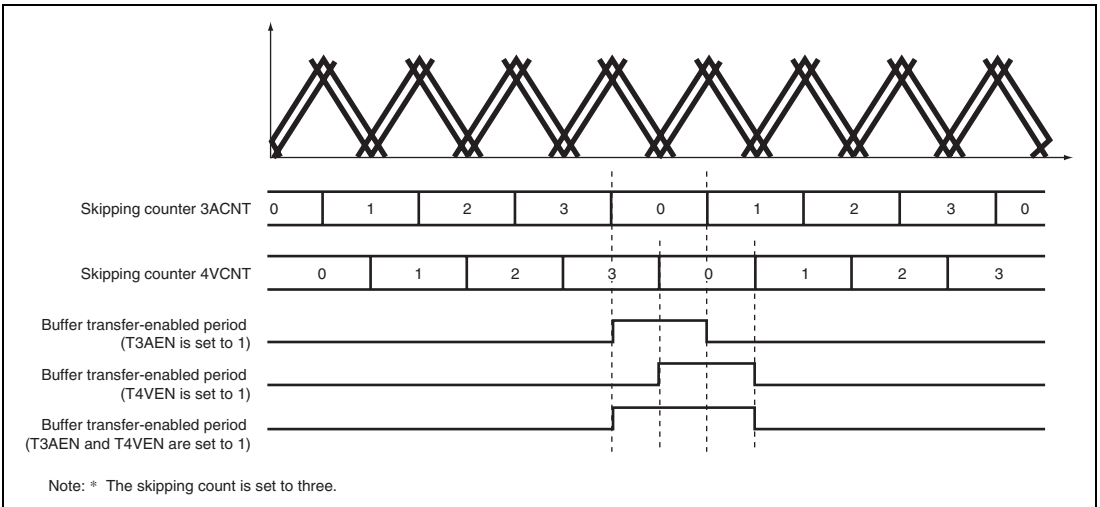 Skipping counter 3ACNT 0 1 2 3 0 1 2 3 0
Skipping counter 4VCNT 0 1 2 3 0 1 2 3
Buffer transfer-enabled period
(T3AEN is set to 1)
Buffer transfer-enabled period
(T4VEN is set to 1)
Buffer transfer-enabled period
(T3AEN and T4VEN are set to 1)
Note: * The skipping count is set to three.